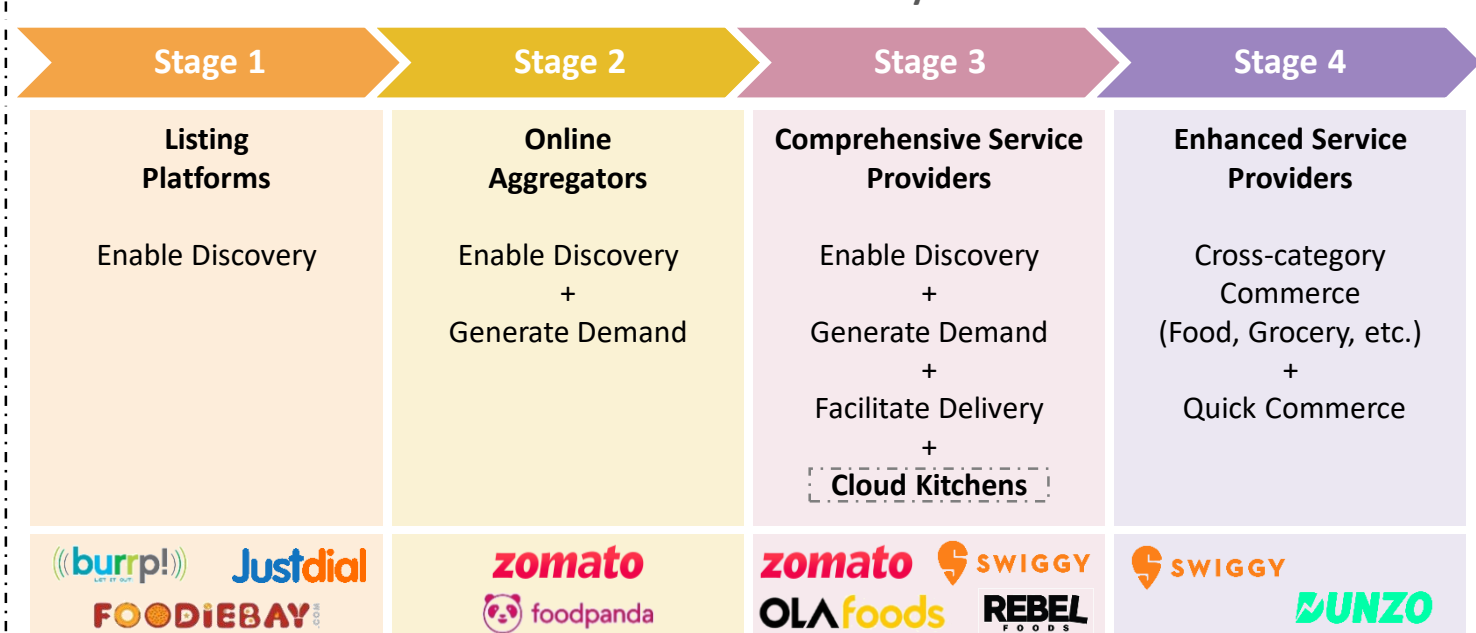 Stage 1
Stage 2
Stage 3
Stage 4
Listing
Platforms
Enable Discovery
Online
Aggregators
Enable Discovery
+
Generate Demand
Comprehensive Service
Providers
Enable Discovery
+
Generate Demand
+
Facilitate Delivery
+
Cloud Kitchens
Enhanced Service
Providers
Cross-category
Commerce
(Food, Grocery, etc.)
+
Quick Commerce
((burrp!))
LET IT OUT
Justdial
FOODiEBAY.COM
zomato
foodpanda
zomato
SWIGGY
OLA foods
REBEL
FOODS
SWIGGY
DUNZO